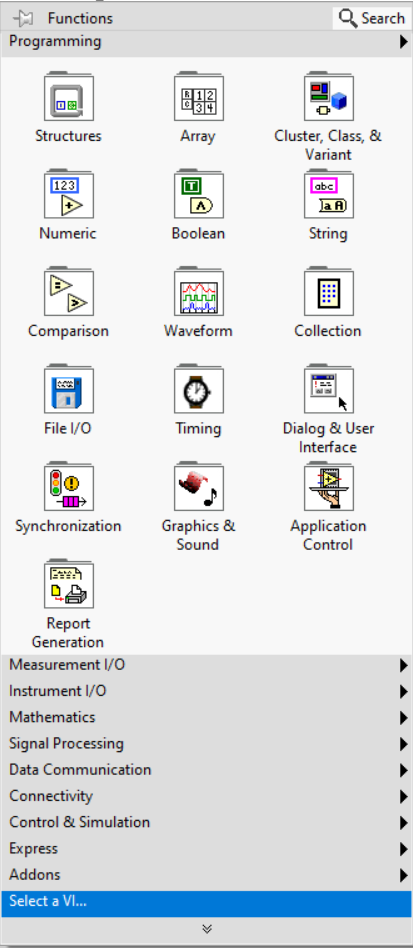 Functions
Search
Programming
Structures
Array
Cluster, Class, &
Variant
123
Numeric
Boolean
abc
String
Comparison
Waveform
Collection
File I/O
Timing
Dialog & User
Interface
Synchronization
Graphics &
Sound
Application
Control
Report
Generation
Measurement I/O
Instrument I/O
Mathematics
Signal Processing
Data Communication
Connectivity
Control & Simulation
Express
Addons
Select a VI...